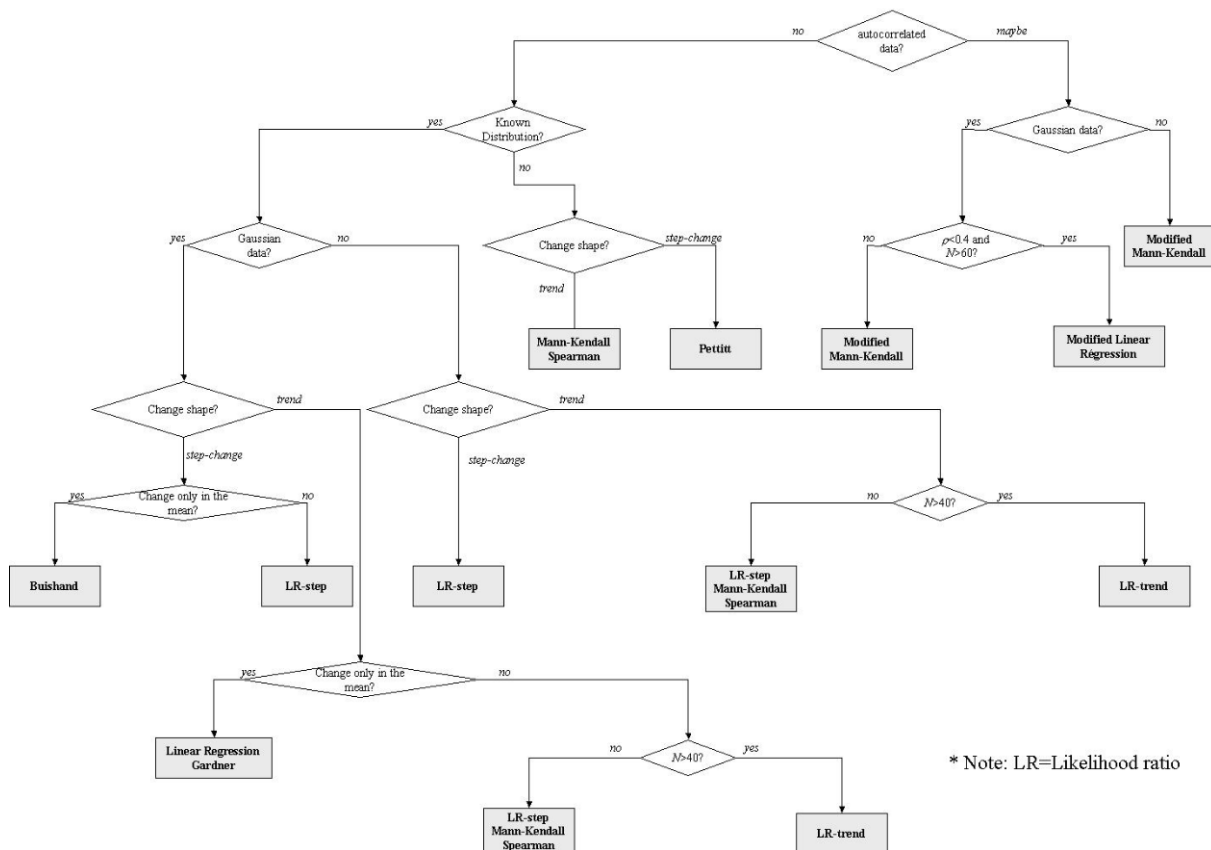 autocorrelated
data?
no
maybe
Known
Distribution?
yes
no
Gaussian data?
yes
no
Gaussian
data?
yes
no
Change shape?
step-change
trend
ρ<0.4 and
N>60?
no
yes
Modified
Mann-Kendall
Mann-Kendall
Spearman
Pettitt
Modified
Mann-Kendall
Modified Linear
Régression
Change shape?
trend
step-change
Change shape?
trend
step-change
Change only in the
mean?
yes
no
N>40?
no
yes
Buishand
LR-step
LR-step
LR-step
Mann-Kendall
Spearman
LR-trend
Change only in the
mean?
yes
no
Linear Regression
Gardner
N>40?
no
yes
* Note: LR=Likelihood ratio
LR-step
Mann-Kendall
Spearman
LR-trend